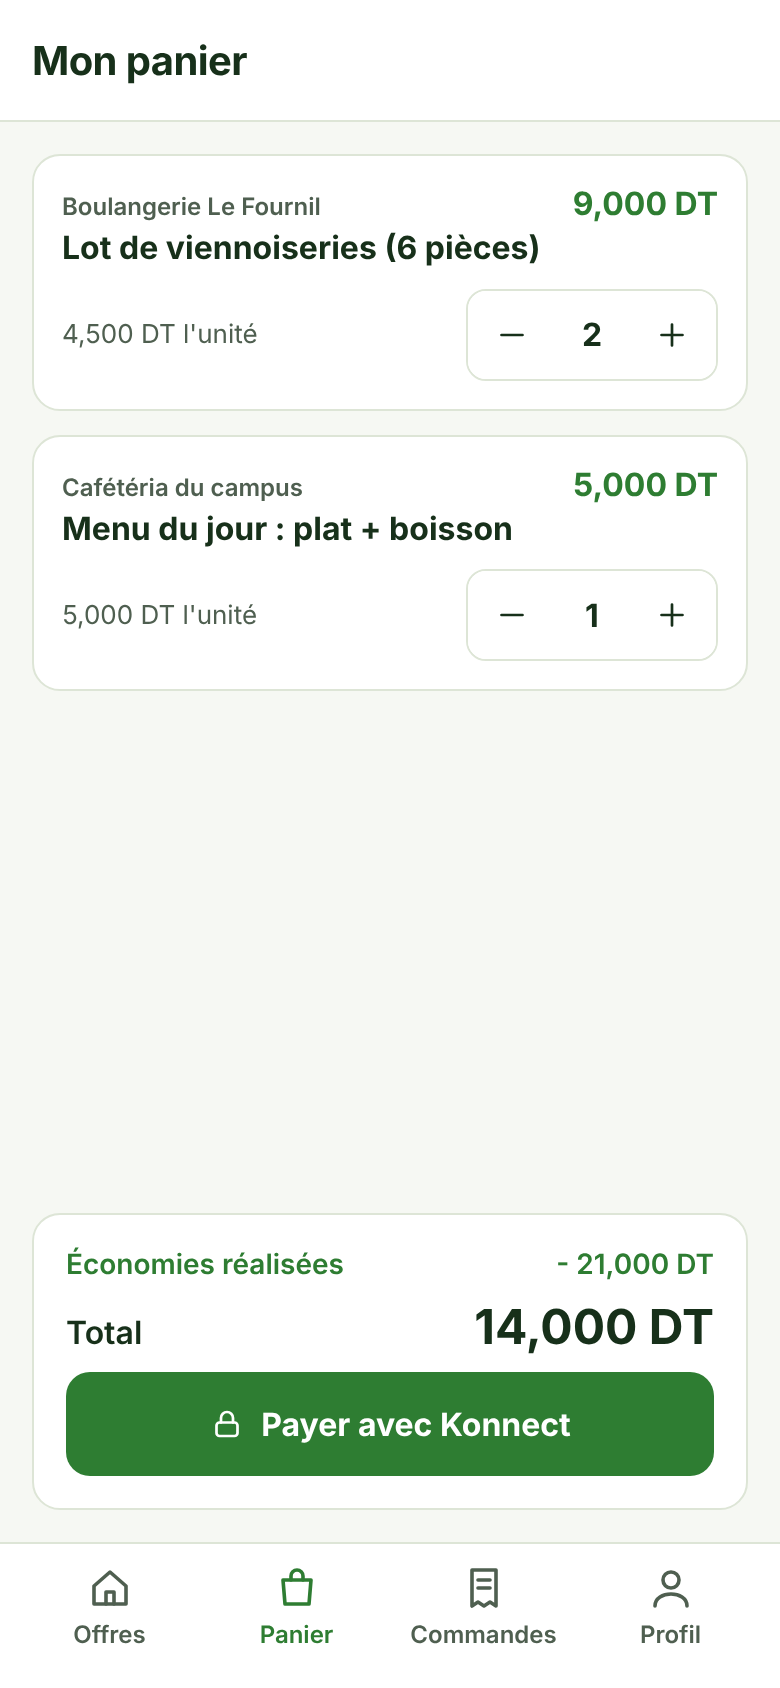 Mon panier
Boulangerie Le Fournil
9,000 DT
Lot de viennoiseries (6 pièces)
4,500 DT l'unité
2
Cafétéria du campus
5,000 DT
Menu du jour : plat + boisson
5,000 DT l'unité
1
Économies réalisées
- 21,000 DT
Total
14,000 DT
Payer avec Konnect
Offres
Panier
Commandes
Profil